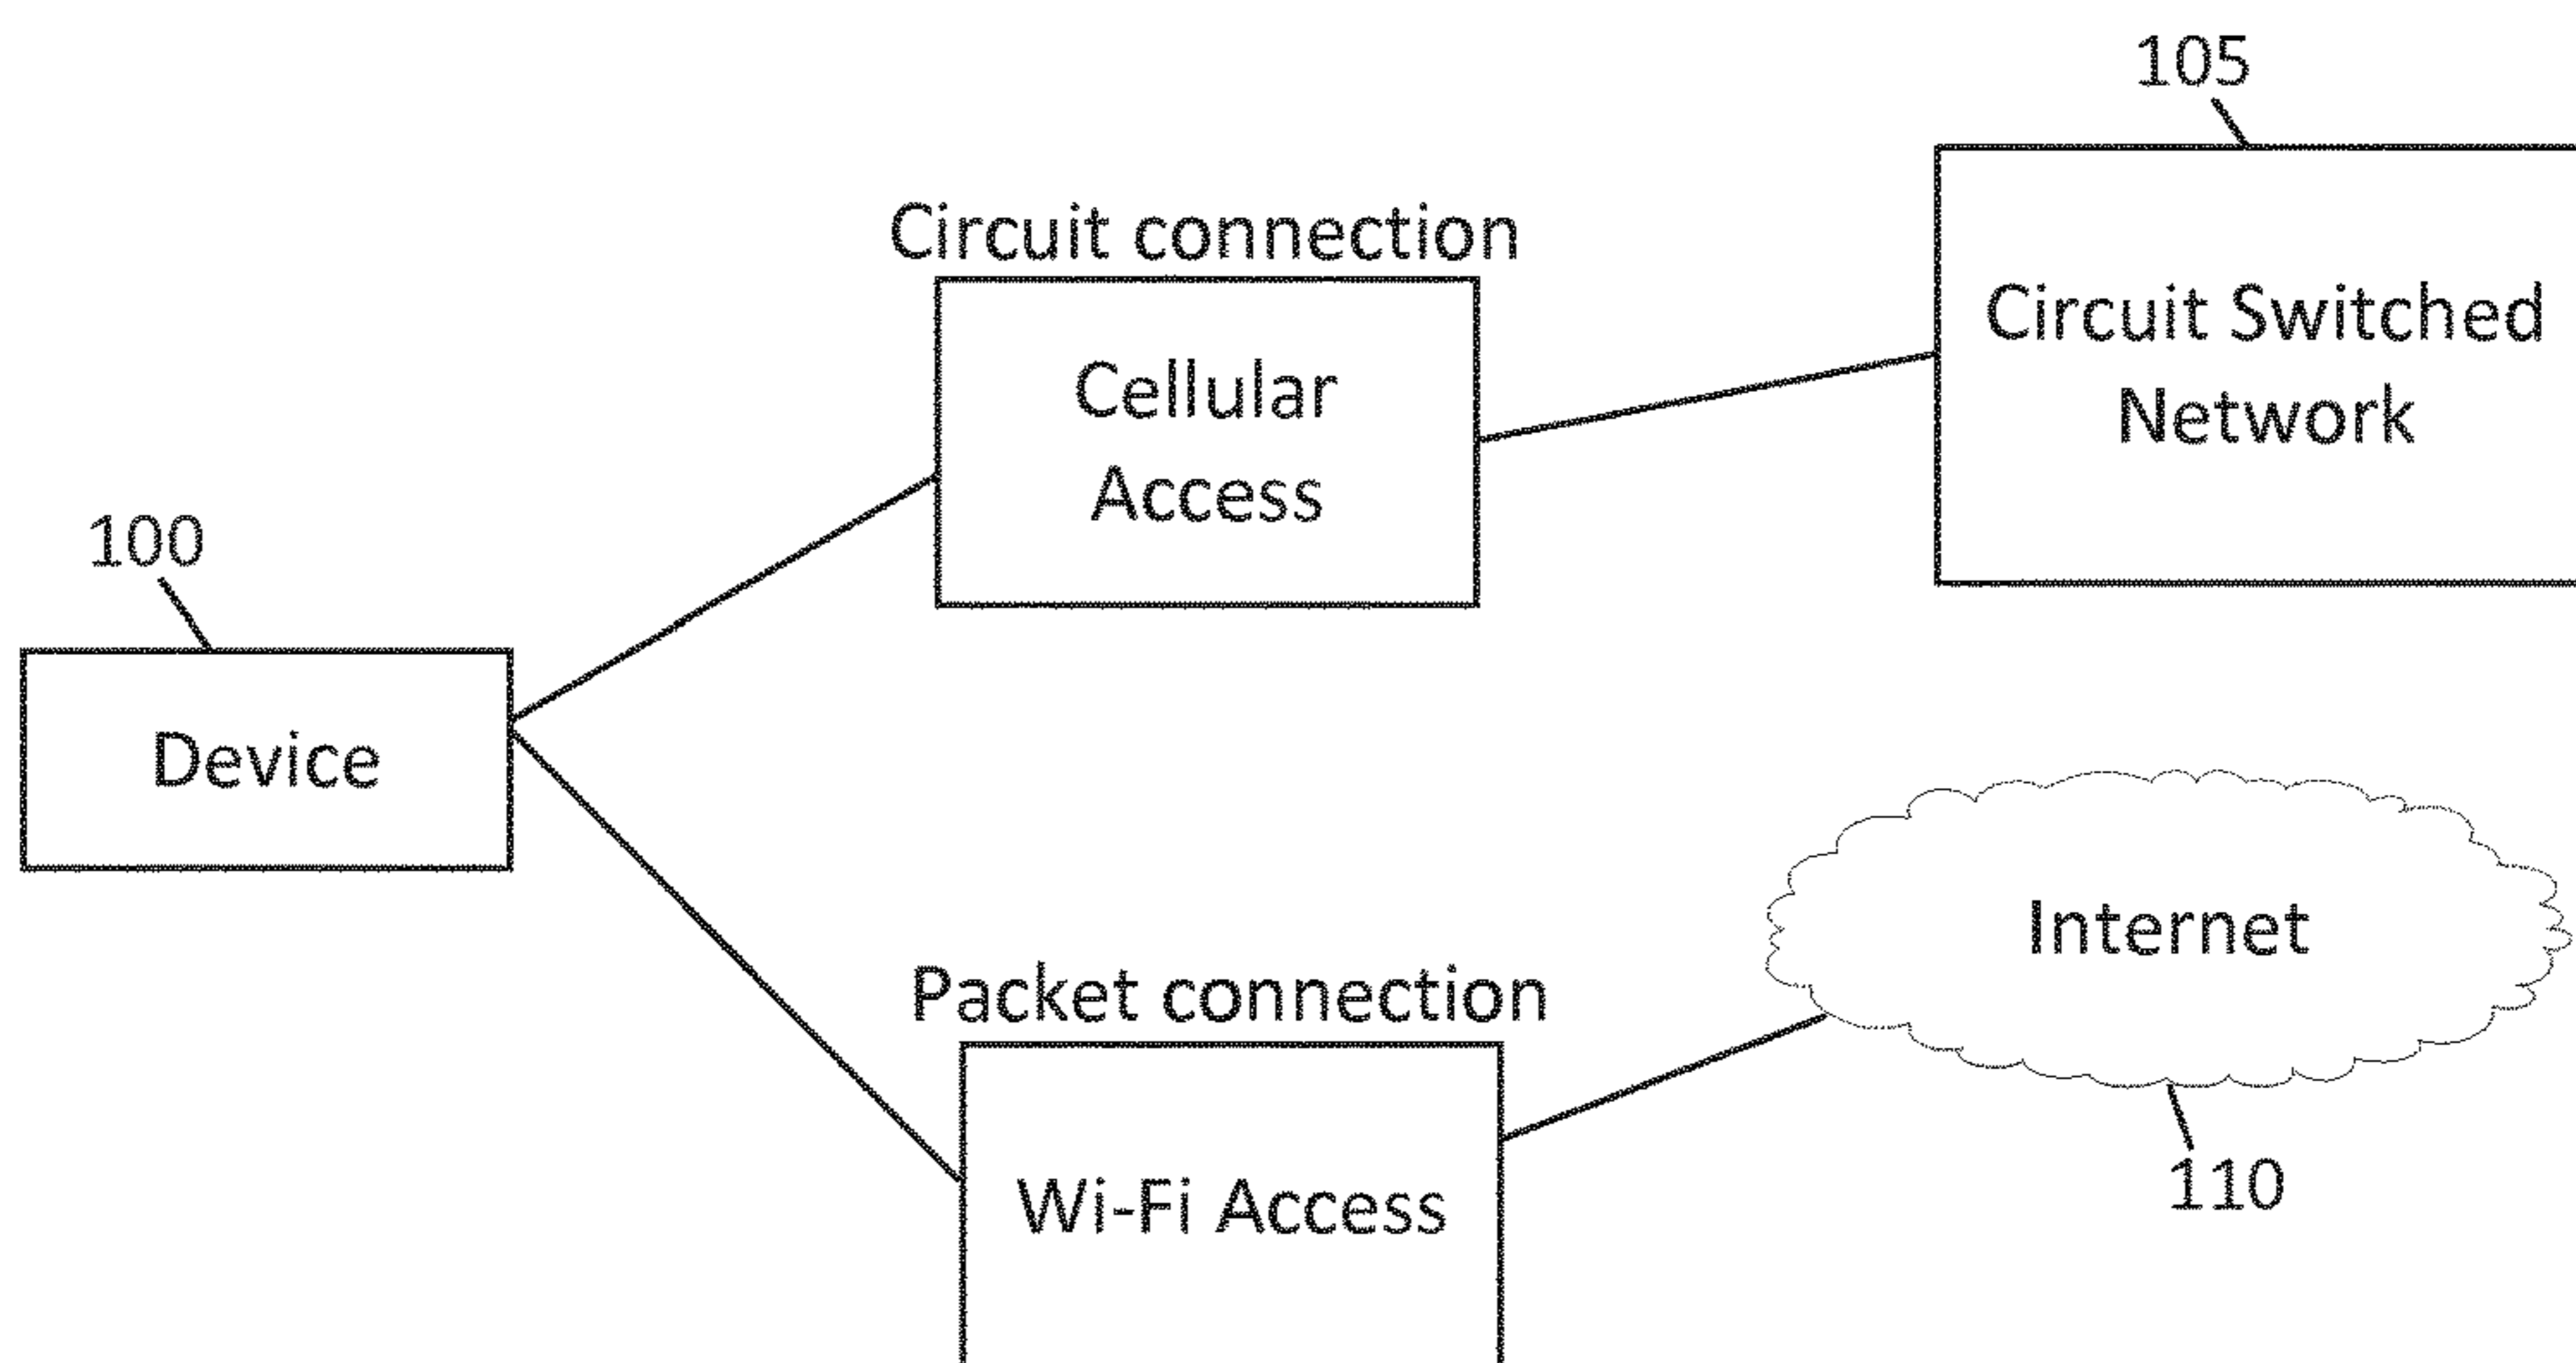 105
Circuit connection
Circuit Switched
Network
Cellular
Access
100
Device
Internet
Packet connection
Wi-Fi Access
110